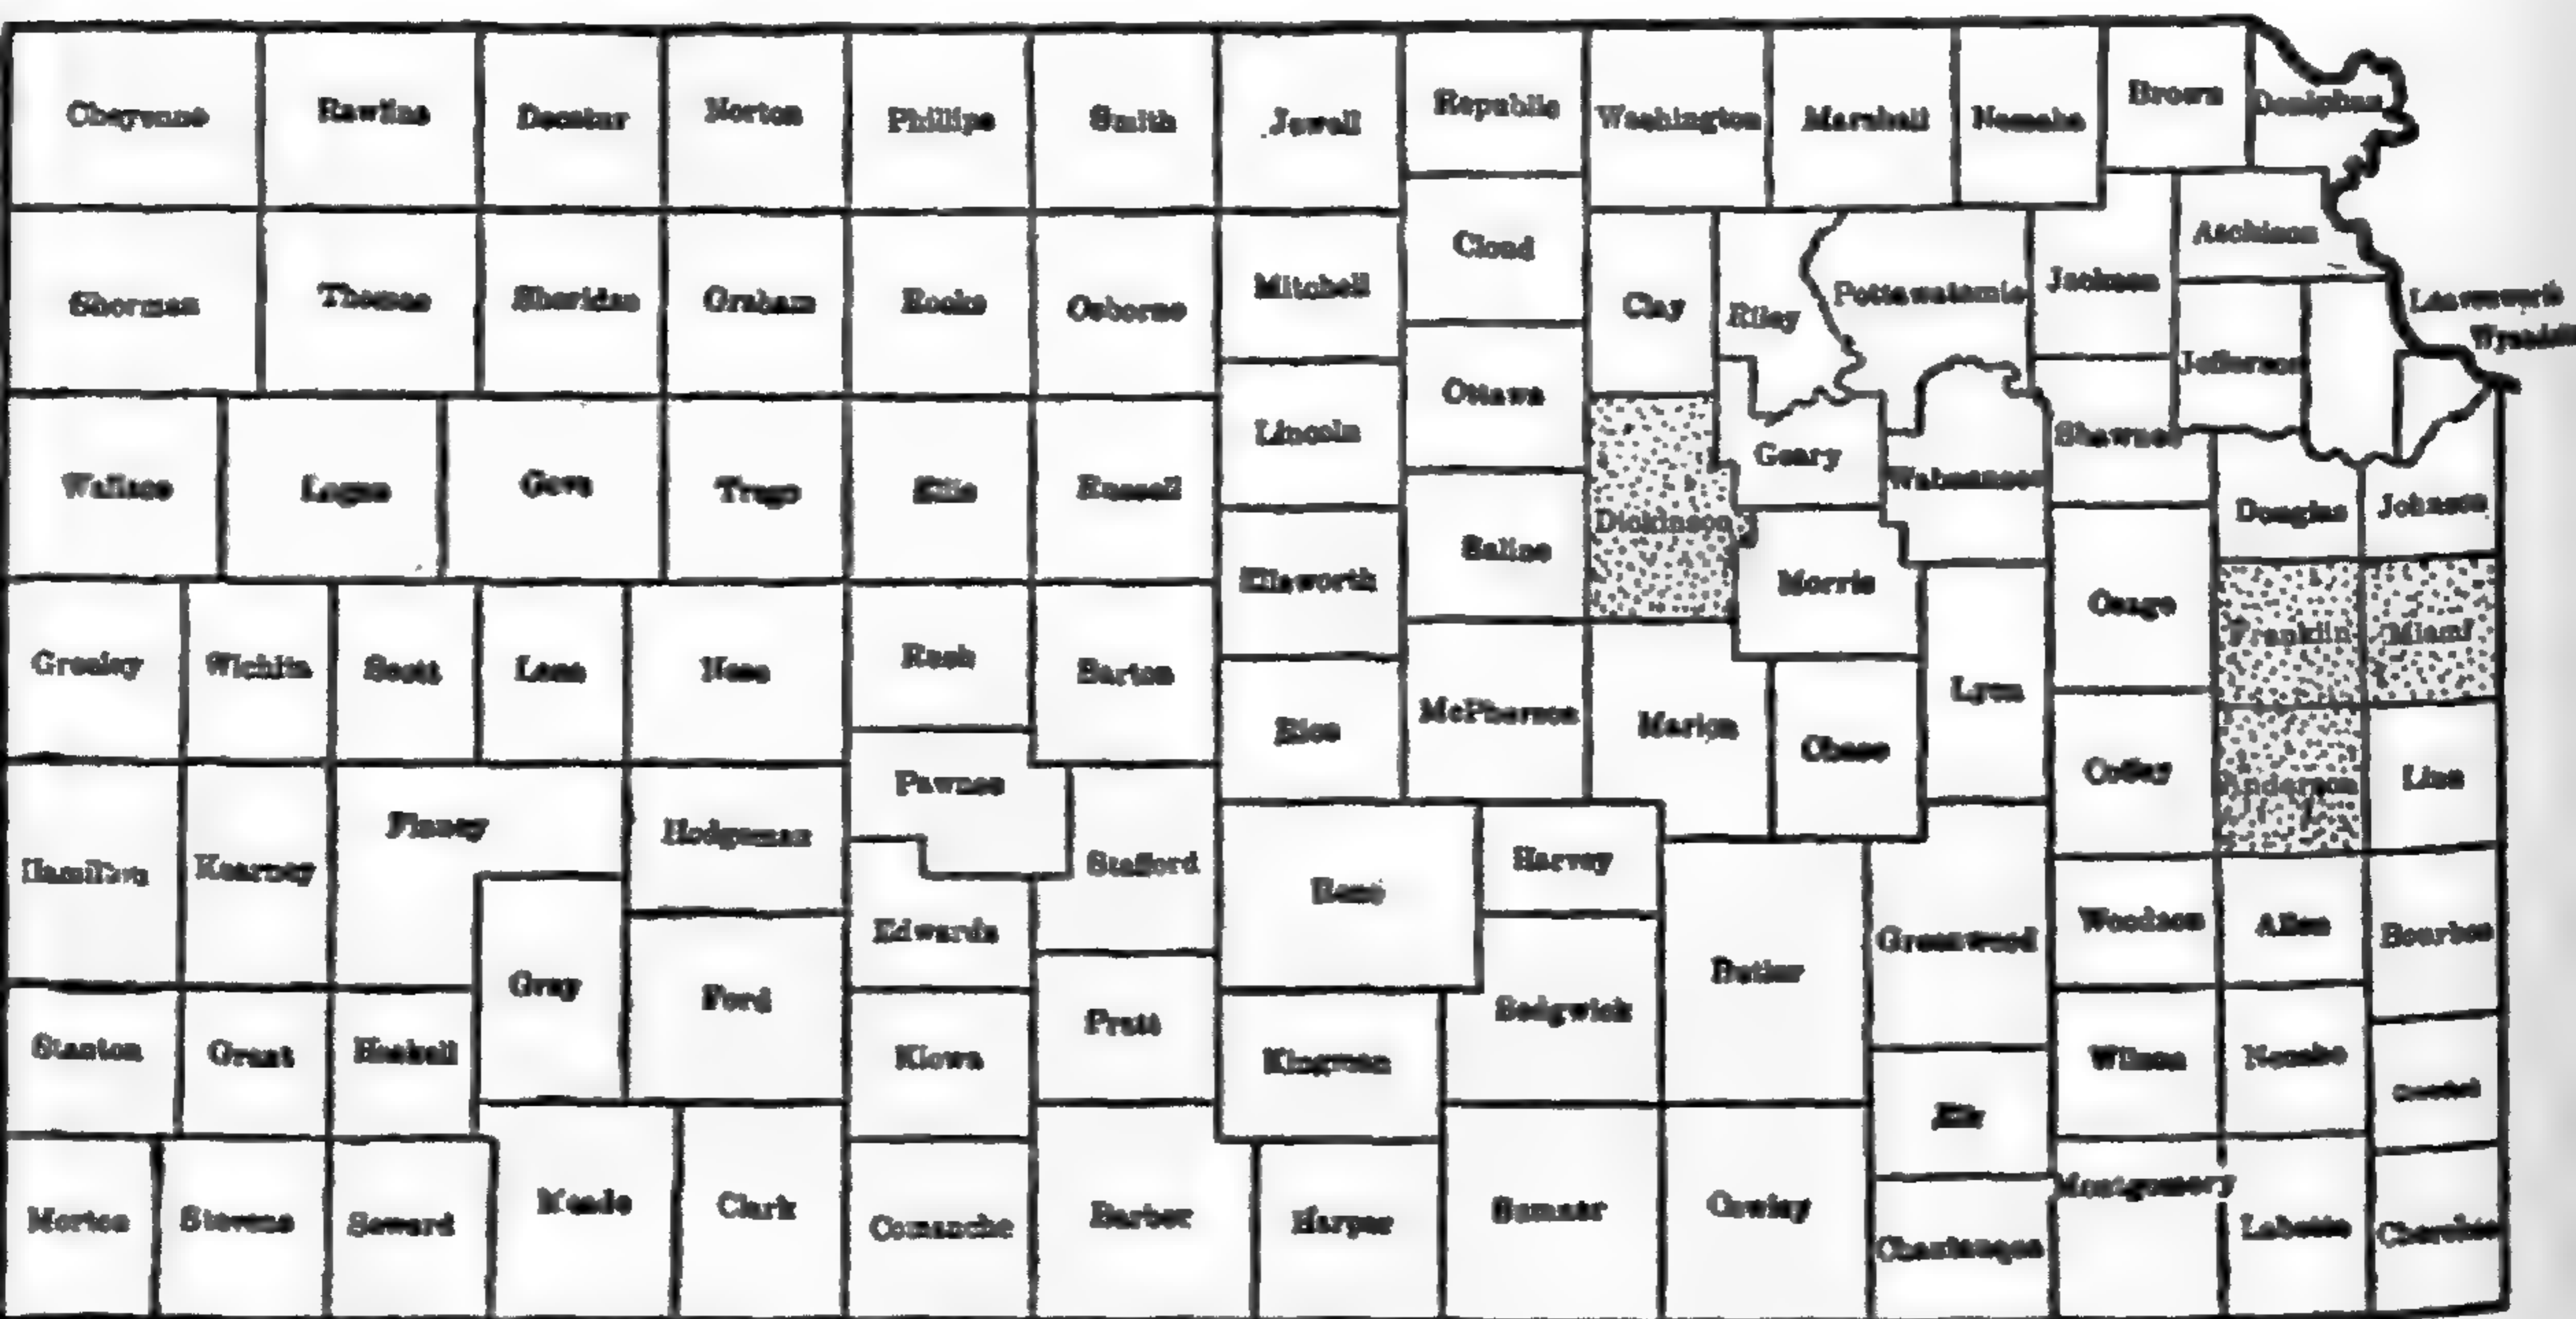 Cheyenne
Rawlins
Decatur
Norton
Phillips
Smith
Jewell
Republic
Washington
Marshall
Nemaha
Brown
Doniphan
Sherman
Thomas
Sheridan
Graham
Rooks
Osborne
Mitchell
Cloud
Clay
Riley
Pottawatamie
Jackson
Atchison
Jefferson
Leavenworth
Wallace
Logan
Gove
Trego
Ellis
Russell
Lincoln
Ottawa
Dickinson
Geary
Wabaunsee
Shawnee
Douglas
Johnson
Ellsworth
Saline
Morris
Osage
Franklin
Miami
Greeley
Wichita
Scott
Lane
Ness
Rush
Barton
Rice
McPherson
Marion
Chase
Lyon
Coffey
Anderson
Linn
Hamilton
Kearney
Finney
Hodgeman
Pawnee
Stafford
Reno
Harvey
Gray
Ford
Edwards
Sedgwick
Butler
Greenwood
Woodson
Allen
Bourbon
Stanton
Grant
Haskell
Kiowa
Pratt
Kingman
Elk
Wilson
Neosho
Morton
Stevens
Seward
Meade
Clark
Comanche
Barber
Harper
Sumner
Cowley
Chautauqua
Montgomery
Labette
Cherokee